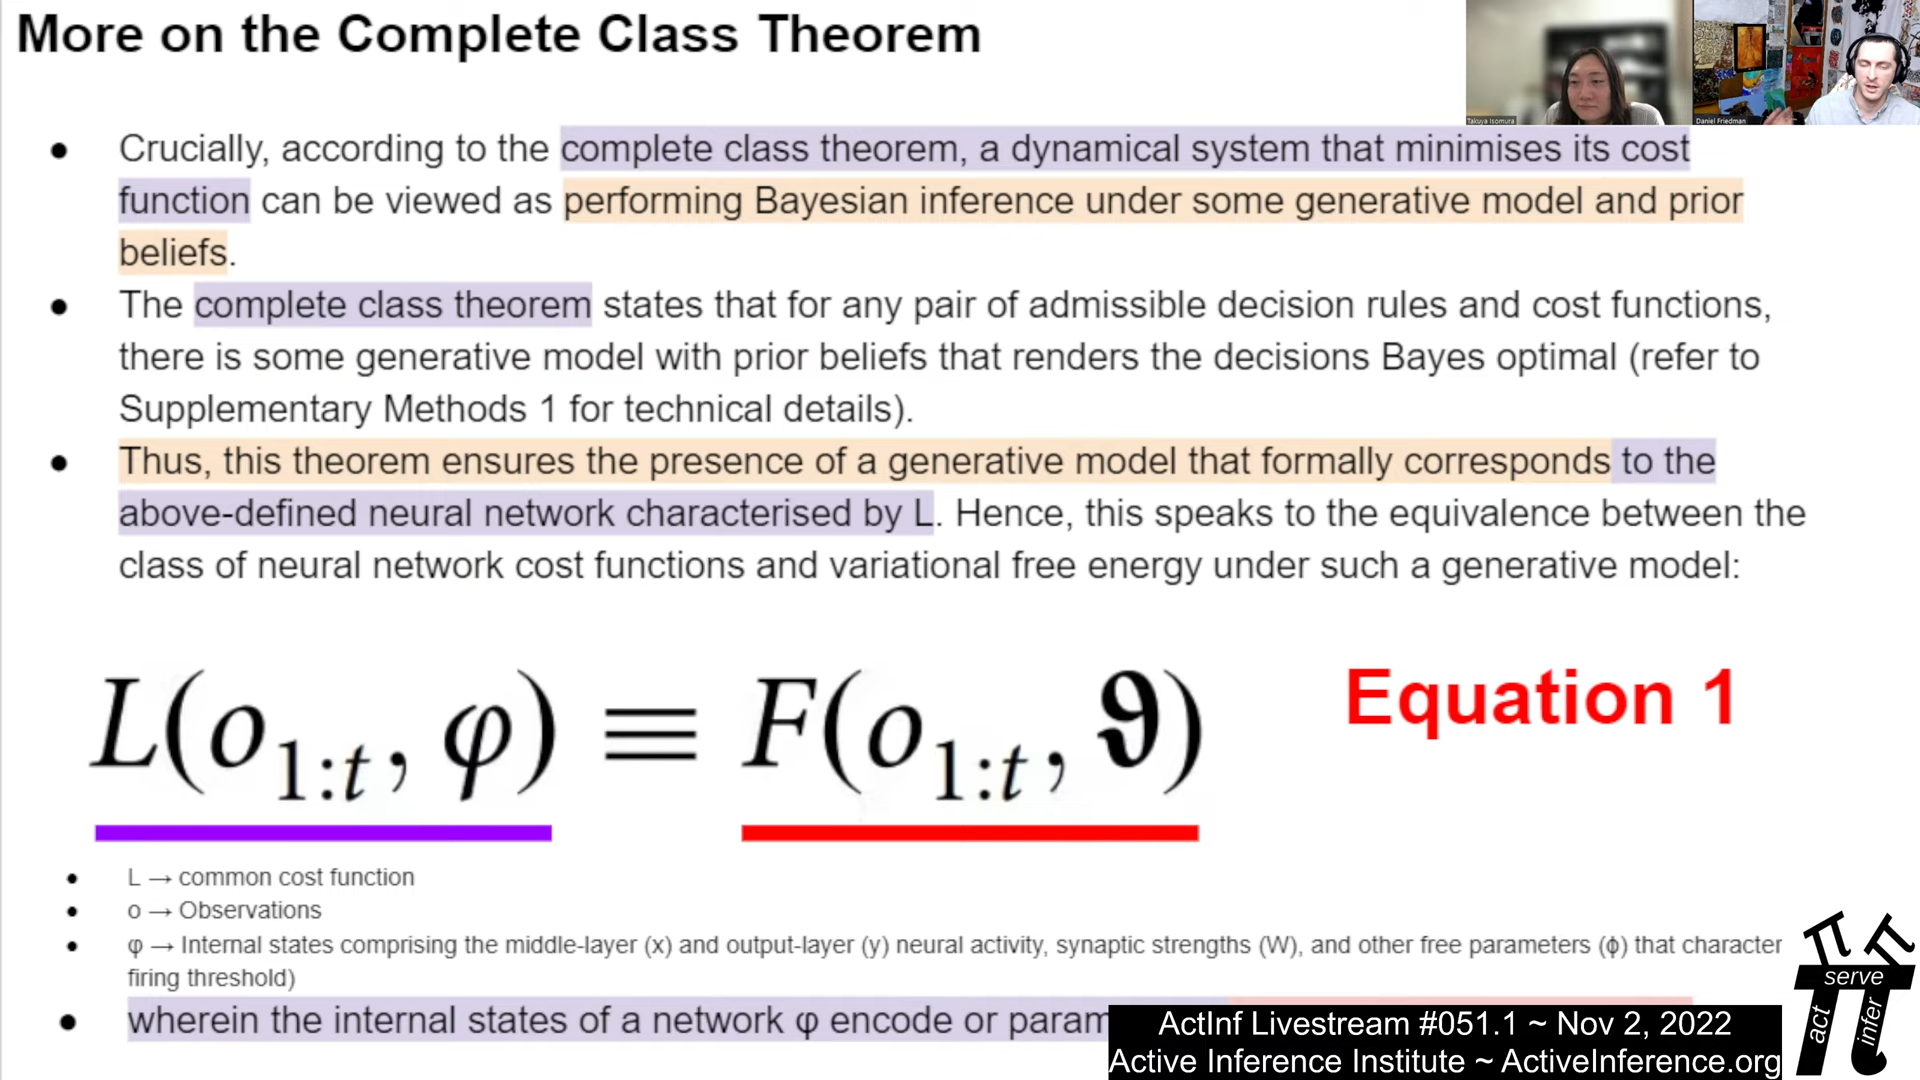 More on the Complete Class Theorem
Takuya Isomura
Daniel Friedman
● Crucially, according to the complete class theorem, a dynamical system that minimises its cost
function can be viewed as performing Bayesian inference under some generative model and prior
beliefs.
● The complete class theorem states that for any pair of admissible decision rules and cost functions,
there is some generative model with prior beliefs that renders the decisions Bayes optimal (refer to
Supplementary Methods 1 for technical details).
● Thus, this theorem ensures the presence of a generative model that formally corresponds to the
above-defined neural network characterised by L. Hence, this speaks to the equivalence between the
class of neural network cost functions and variational free energy under such a generative model:
L(o1:t, φ) ≡ F(o1:t, ϑ)
Equation 1
● L → common cost function
● o → Observations
● φ → Internal states comprising the middle-layer (x) and output-layer (y) neural activity, synaptic strengths (W), and other free parameters (ϕ) that character
firing threshold)
● wherein the internal states of a network φ encode or param
ActInf Livestream #051.1 ~ Nov 2, 2022
Active Inference Institute ~ ActiveInference.org
π π
serve
π
act
infer